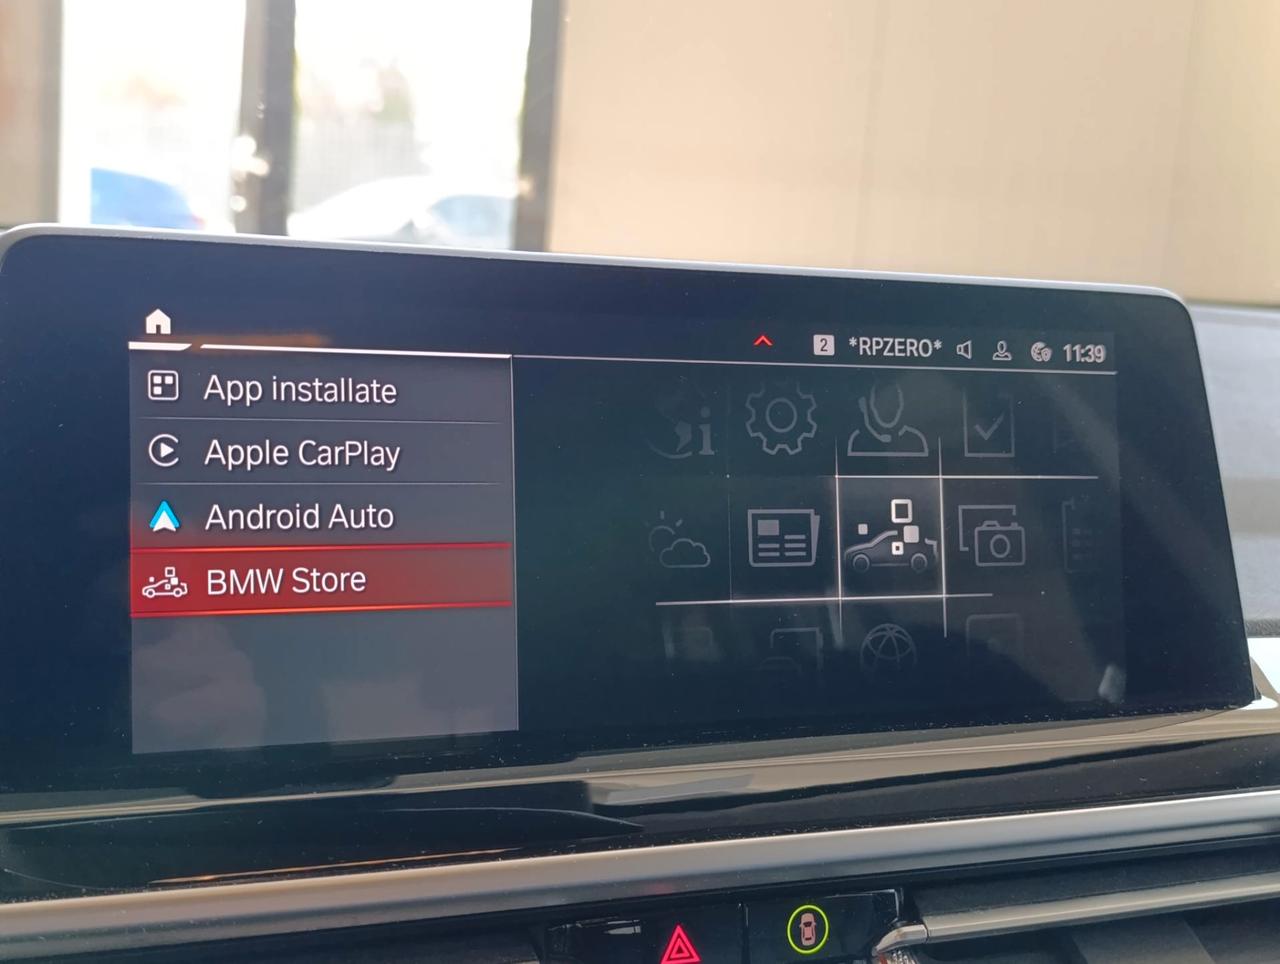 2 *RPZERO* 11:39
App installate
Apple CarPlay
Android Auto
BMW Store